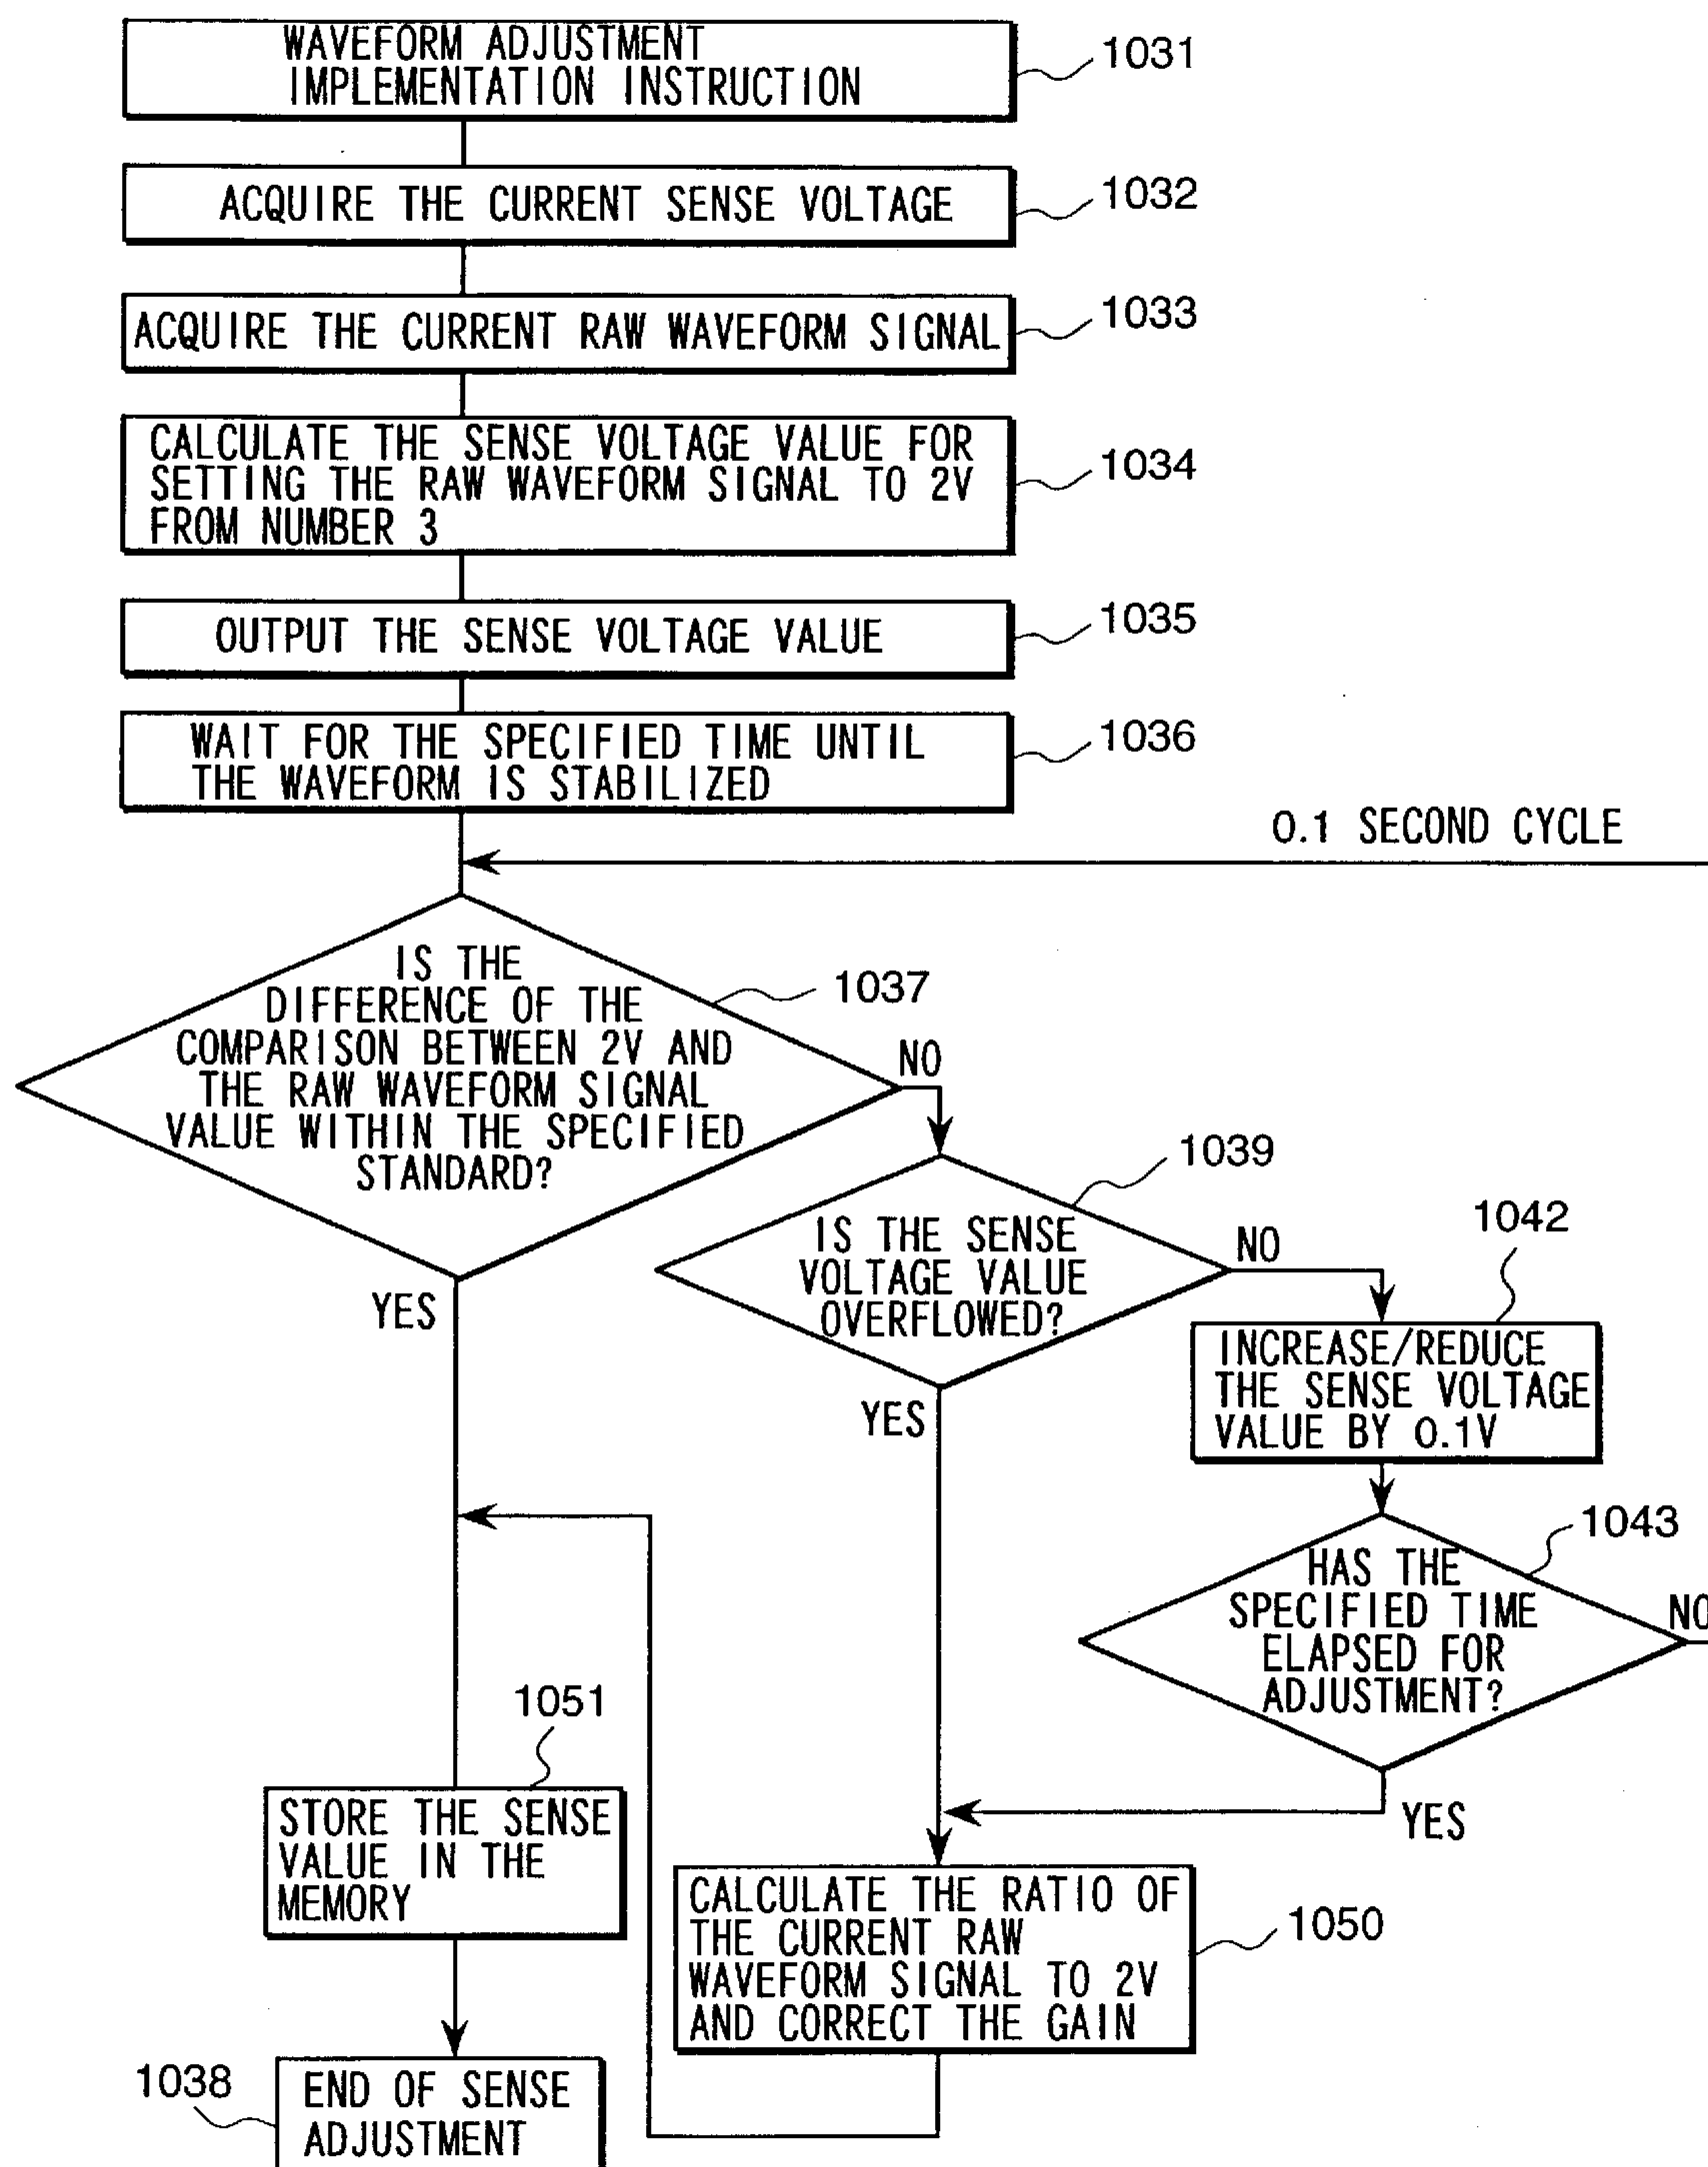 WAVEFORM ADJUSTMENT
IMPLEMENTATION INSTRUCTION
1031
ACQUIRE THE CURRENT SENSE VOLTAGE
1032
ACQUIRE THE CURRENT RAW WAVEFORM SIGNAL
1033
CALCULATE THE SENSE VOLTAGE VALUE FOR
SETTING THE RAW WAVEFORM SIGNAL TO 2V
FROM NUMBER 3
1034
OUTPUT THE SENSE VOLTAGE VALUE
1035
WAIT FOR THE SPECIFIED TIME UNTIL
THE WAVEFORM IS STABILIZED
1036
0.1 SECOND CYCLE
IS THE
DIFFERENCE OF THE
COMPARISON BETWEEN 2V AND
THE RAW WAVEFORM SIGNAL
VALUE WITHIN THE SPECIFIED
STANDARD?
1037
NO
YES
IS THE SENSE
VOLTAGE VALUE
OVERFLOWED?
1039
NO
YES
1042
INCREASE/REDUCE
THE SENSE VOLTAGE
VALUE BY 0.1V
HAS THE
SPECIFIED TIME
ELAPSED FOR
ADJUSTMENT?
1043
NO
YES
1051
STORE THE SENSE
VALUE IN THE
MEMORY
CALCULATE THE RATIO OF
THE CURRENT RAW
WAVEFORM SIGNAL TO 2V
AND CORRECT THE GAIN
1050
1038
END OF SENSE
ADJUSTMENT